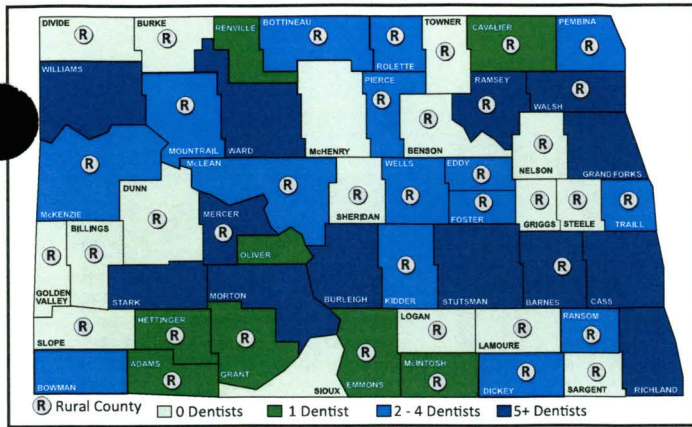 DIVIDE BURKE RENVILLE BOTTINEAU TOWNER CAVALIER PEMBINA
R R R R R R R
ROLETTE
WILLIAMS PIERCE RAMSEY
R R R R
WALSH
MOUNTRAIL WARD McHENRY BENSON
McLEAN WELLS EDDY NELSON GRAND FORKS
DUNN R R R R R R R
McKENZIE MERCER SHERIDAN FOSTER GRIGGS STEELE TRAILL
R R R
BILLINGS
OLIVER
R R R R
GOLDEN VALLEY STARK MORTON BURLEIGH KIDDER STUTSMAN BARNES CASS
HETTINGER LOGAN RANSOM
R R R R R R
SLOPE LAMOURE
ADAMS GRANT McINTOSH
R R R R R
BOWMAN SIOUX EMMONS DICKEY SARGENT RICHLAND
R Rural County 0 Dentists 1 Dentist 2 - 4 Dentists 5+ Dentists